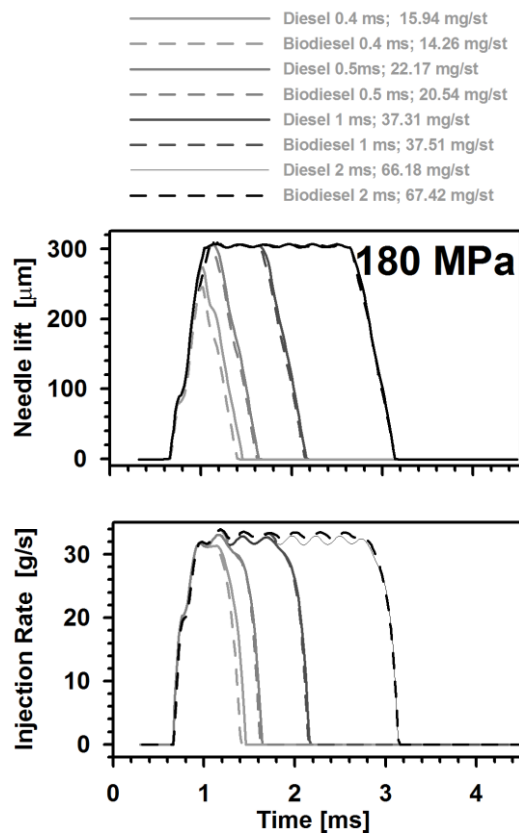 Diesel 0.4 ms; 15.94 mg/st
Biodiesel 0.4 ms; 14.26 mg/st
Diesel 0.5ms; 22.17 mg/st
Biodiesel 0.5 ms; 20.54 mg/st
Diesel 1 ms; 37.31 mg/st
Biodiesel 1 ms; 37.51 mg/st
Diesel 2 ms; 66.18 mg/st
Biodiesel 2 ms; 67.42 mg/st
180 MPa
Needle lift [μm]
300
200
100
0
Injection Rate [g/s]
30
20
10
0
0 1 2 3 4
Time [ms]